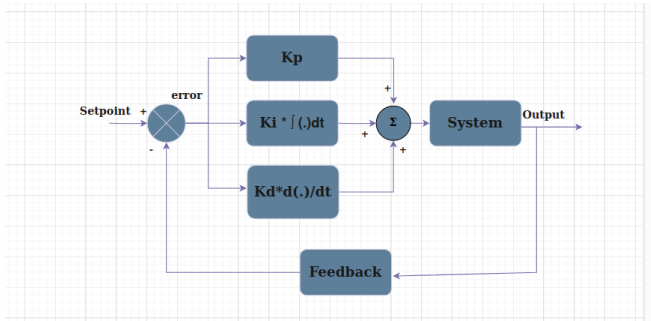 Kp
error
Setpoint
+
+
Ki * ∫(.)dt
Σ
System
Output
+
-
+
Kd*d(.)/dt
Feedback